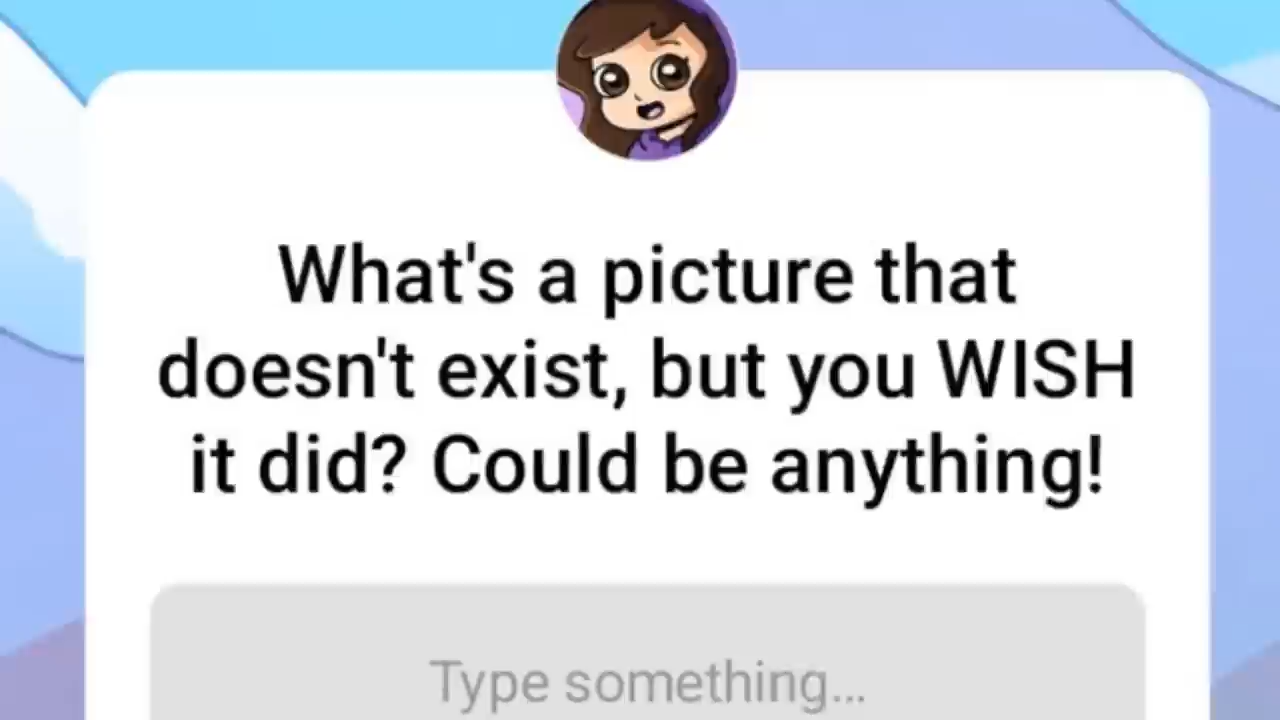 What's a picture that
doesn't exist, but you WISH
it did? Could be anything!
Type something...